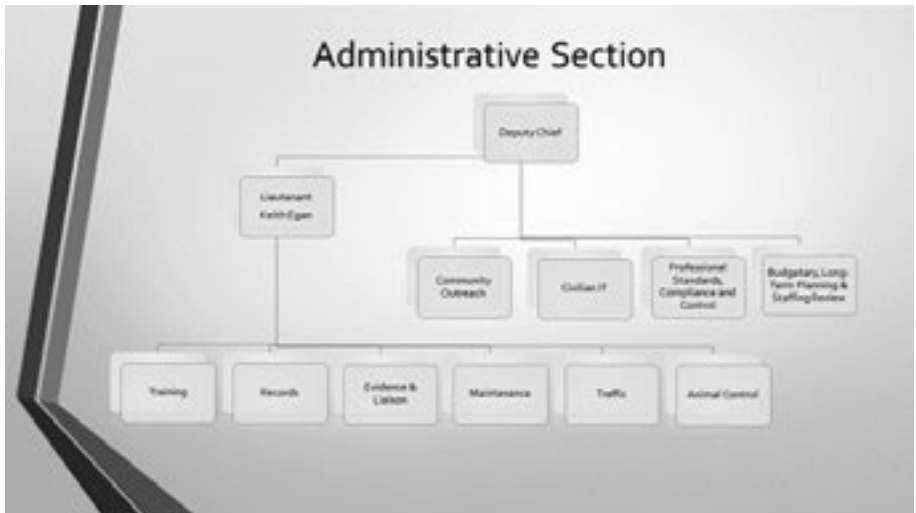 Administrative Section
Deputy Chief
Lieutenant
Keith Egan
Community
Outreach
Civilian IT
Professional
Standards,
Compliance and
Control
Budgetary, Long-
Term Planning &
Staffing Review
Training
Records
Evidence &
Liaison
Maintenance
Traffic
Animal Control